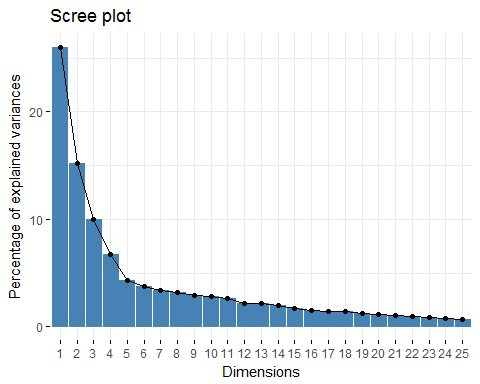 Scree plot
Percentage of explained variances
20
10
0
1 2 3 4 5 6 7 8 9 10 11 12 13 14 15 16 17 18 19 20 21 22 23 24 25
Dimensions